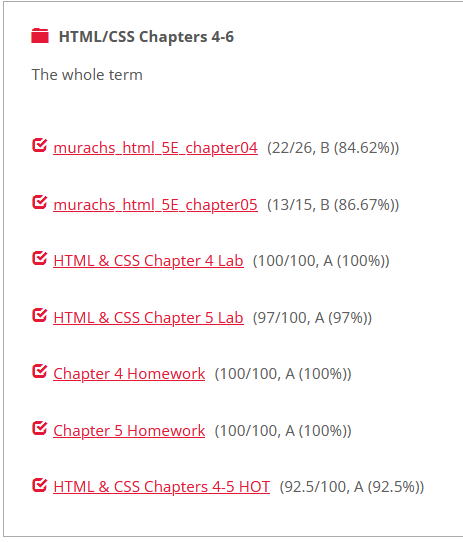 HTML/CSS Chapters 4-6
The whole term
murachs_html_5E_chapter04 (22/26, B (84.62%))
murachs_html_5E_chapter05 (13/15, B (86.67%))
HTML & CSS Chapter 4 Lab (100/100, A (100%))
HTML & CSS Chapter 5 Lab (97/100, A (97%))
Chapter 4 Homework (100/100, A (100%))
Chapter 5 Homework (100/100, A (100%))
HTML & CSS Chapters 4-5 HOT (92.5/100, A (92.5%))